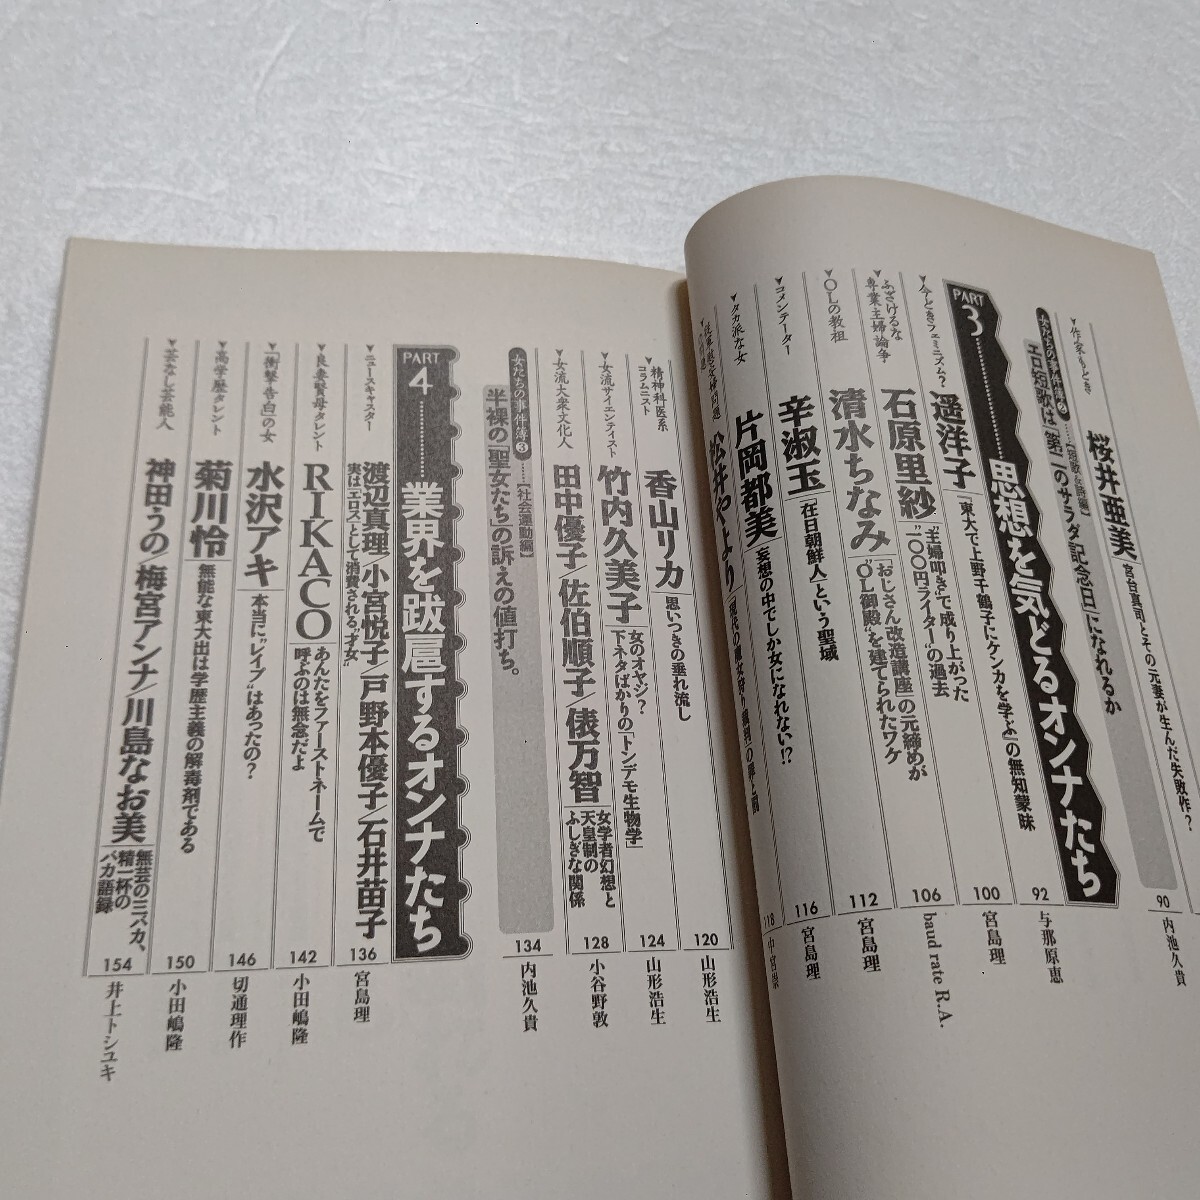 ▼作家もどき
桜井亜美
宮台真司とその元妻が生んだ失敗作?
90
内池久貴
女たちの事件簿❷……[短歌&詩編]
エロ短歌は「第二のサラダ記念日」になれるか
92
与那原恵
PART 3………思想を気どるオンナたち
▼今どきフェミニズム?
遥洋子
「東大で上野千鶴子にケンカを学ぶ」の無知蒙昧
100
宮島理
▼ふざけるな
専業主婦論争・
石原里紗
"主婦叩き"で成り上がった
"一〇〇円ライター"の過去
106
baud rate R.A.
▼OLの教祖
清水ちなみ
「おじさん改造講座」の元締めが
"OL御殿"を建てられたワケ
112
宮島理
▼コメンテーター
辛淑玉
「在日朝鮮人」という聖域
116
宮島理
▼タカ派な女
片岡都美
妄想の中でしか女になれない!?
118
中宮崇
松井やより
▼精神科医系
コラムニスト
香山リカ
思いつきの垂れ流し
120
山形浩生
▼女流サイエンティスト
竹内久美子
女のオヤジ?
下ネタばかりの「トンデモ生物学」
124
山形浩生
▼女流大衆文化人
田中優子/佐伯順子/俵万智
女学者幻想と
天皇制の
ふしぎな関係
128
小谷野敦
女たちの事件簿❸……[社会運動編]
半裸の「聖女たち」の訴えの値打ち。
134
内池久貴
PART 4………業界を跋扈するオンナたち
▼ニュースキャスター
渡辺真理/小宮悦子/戸野本優子/石井苗子
実は「エロス」として消費される"才女"
136
宮島理
▼良妻賢母タレント
RIKACO
あんたをファーストネームで
呼ぶのは無念だよ
142
小田嶋隆
▼「衝撃告白」の女
水沢アキ
本当に"レイプ"はあったの?
146
切通理作
▼高学歴タレント
菊川怜
無能な東大出は学歴主義の解毒剤である
150
小田嶋隆
▼芸なし芸能人
神田うの/梅宮アンナ/川島なお美
無芸の三バカ、
精一杯の
バカ語録
154
井上トシユキ